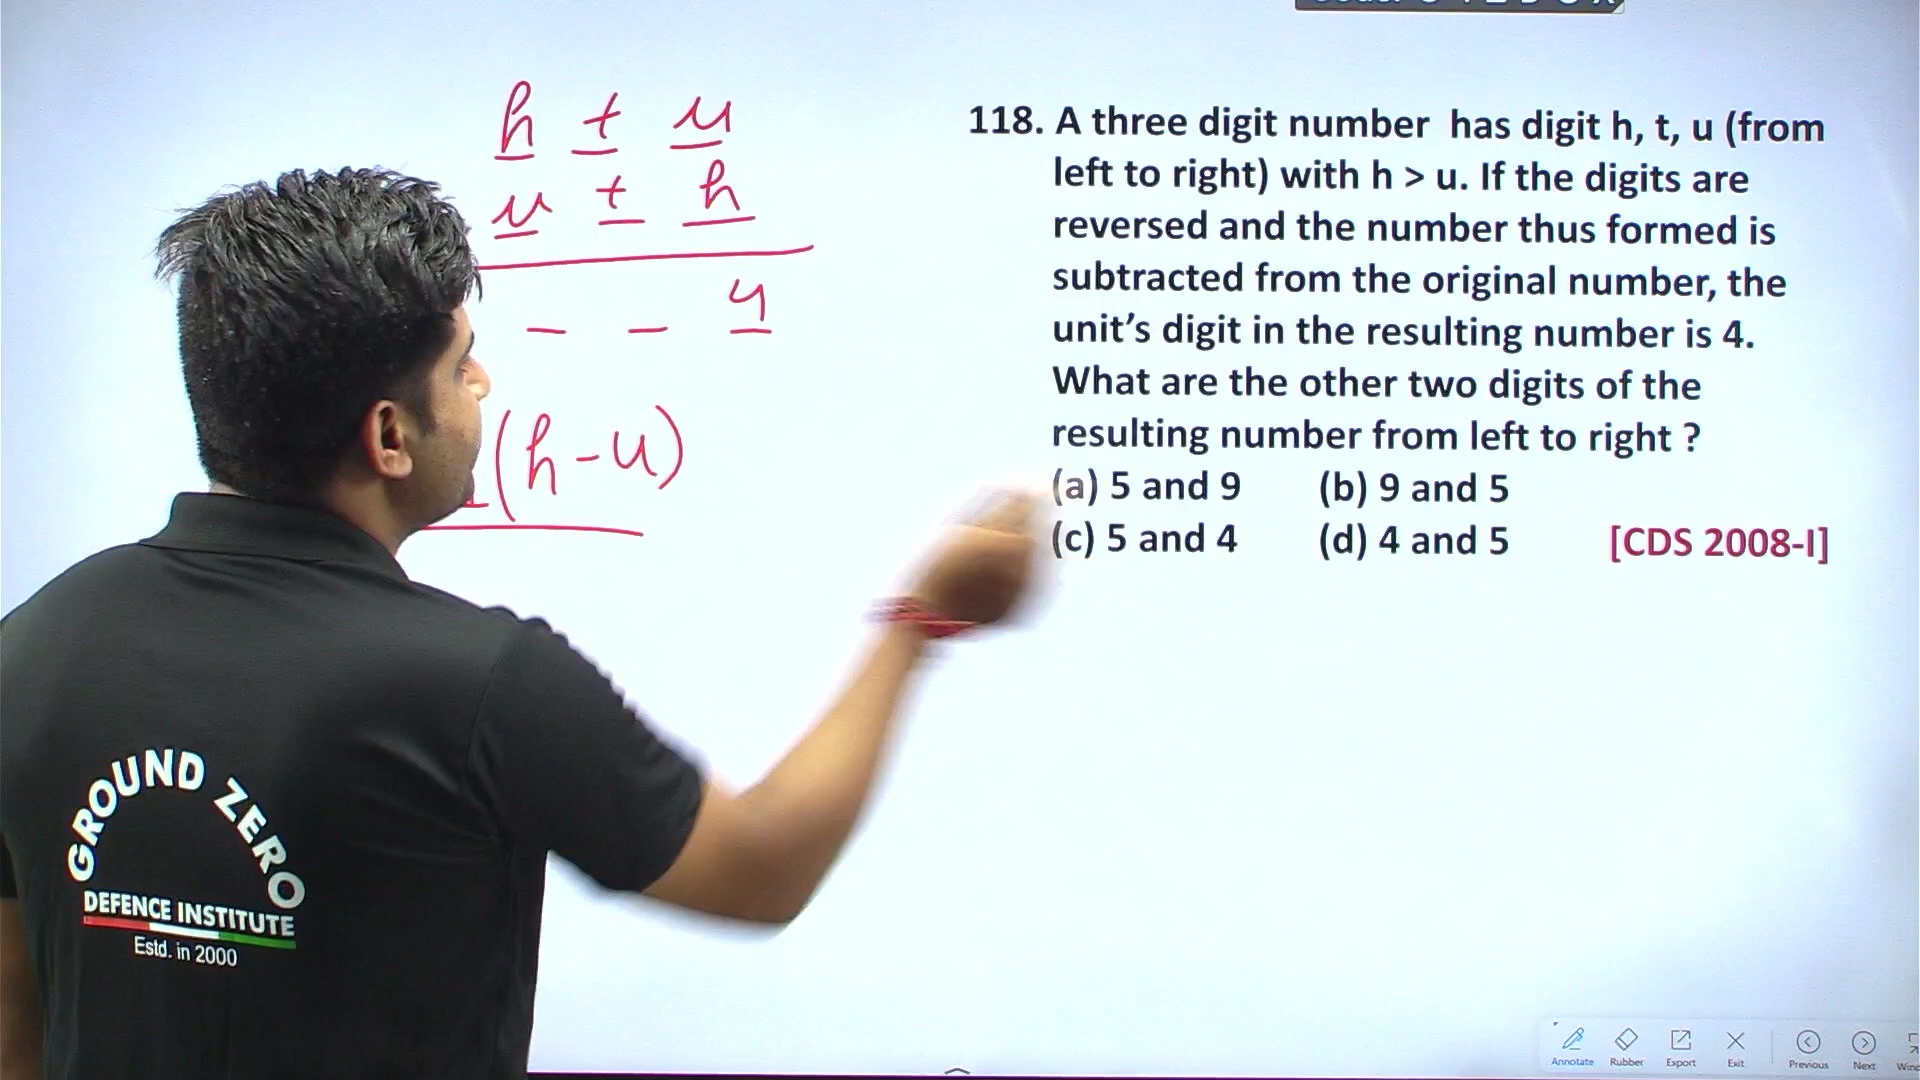 h t u
u t h
4
(h-u)
118. A three digit number has digit h, t, u (from
left to right) with h > u. If the digits are
reversed and the number thus formed is
subtracted from the original number, the
unit’s digit in the resulting number is 4.
What are the other two digits of the
resulting number from left to right ?
(a) 5 and 9 (b) 9 and 5
(c) 5 and 4 (d) 4 and 5 [CDS 2008-I]
GROUND ZERO
DEFENCE INSTITUTE
Estd. in 2000
Annotate Rubber Export Exit Previous Next